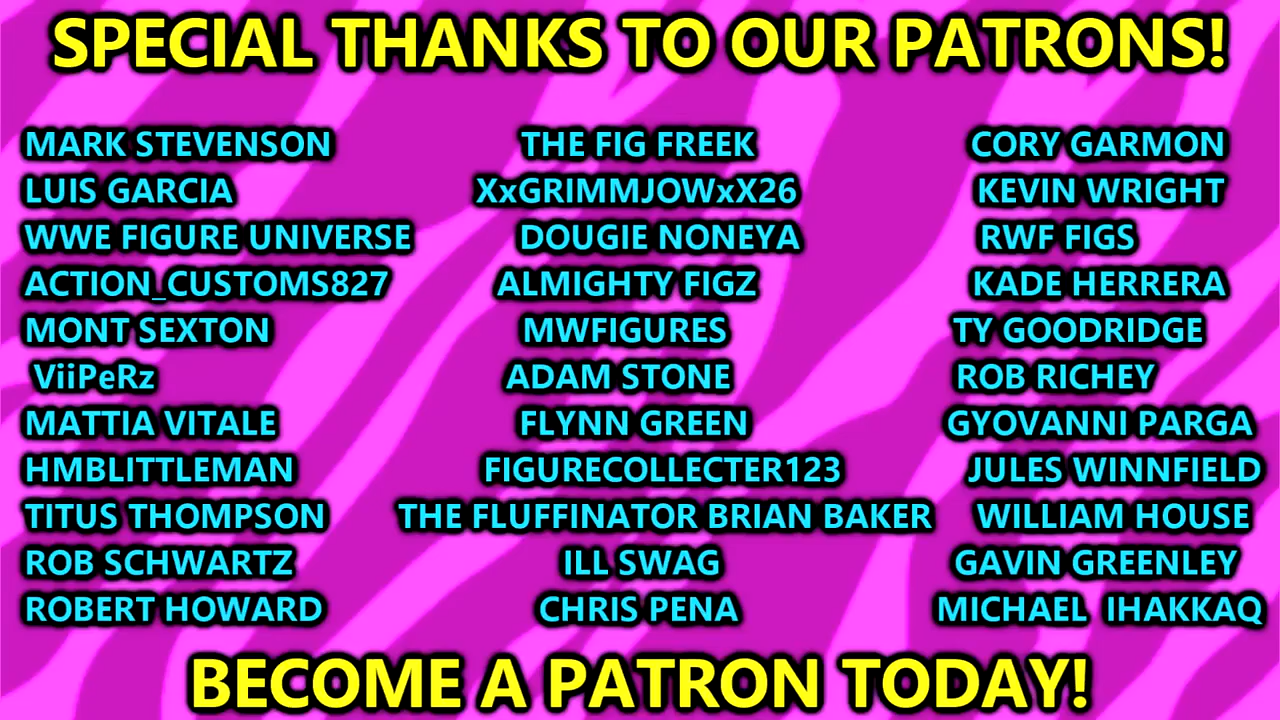 SPECIAL THANKS TO OUR PATRONS!
MARK STEVENSON
LUIS GARCIA
WWE FIGURE UNIVERSE
ACTION_CUSTOMS827
MONT SEXTON
ViiPeRz
MATTIA VITALE
HMBLITTLEMAN
TITUS THOMPSON
ROB SCHWARTZ
ROBERT HOWARD
THE FIG FREEK
XxGRIMMJOWxX26
DOUGIE NONEYA
ALMIGHTY FIGZ
MWFIGURES
ADAM STONE
FLYNN GREEN
FIGURECOLLECTER123
THE FLUFFINATOR BRIAN BAKER
ILL SWAG
CHRIS PENA
CORY GARMON
KEVIN WRIGHT
RWF FIGS
KADE HERRERA
TY GOODRIDGE
ROB RICHEY
GYOVANNI PARGA
JULES WINNFIELD
WILLIAM HOUSE
GAVIN GREENLEY
MICHAEL IHAKKAQ
BECOME A PATRON TODAY!